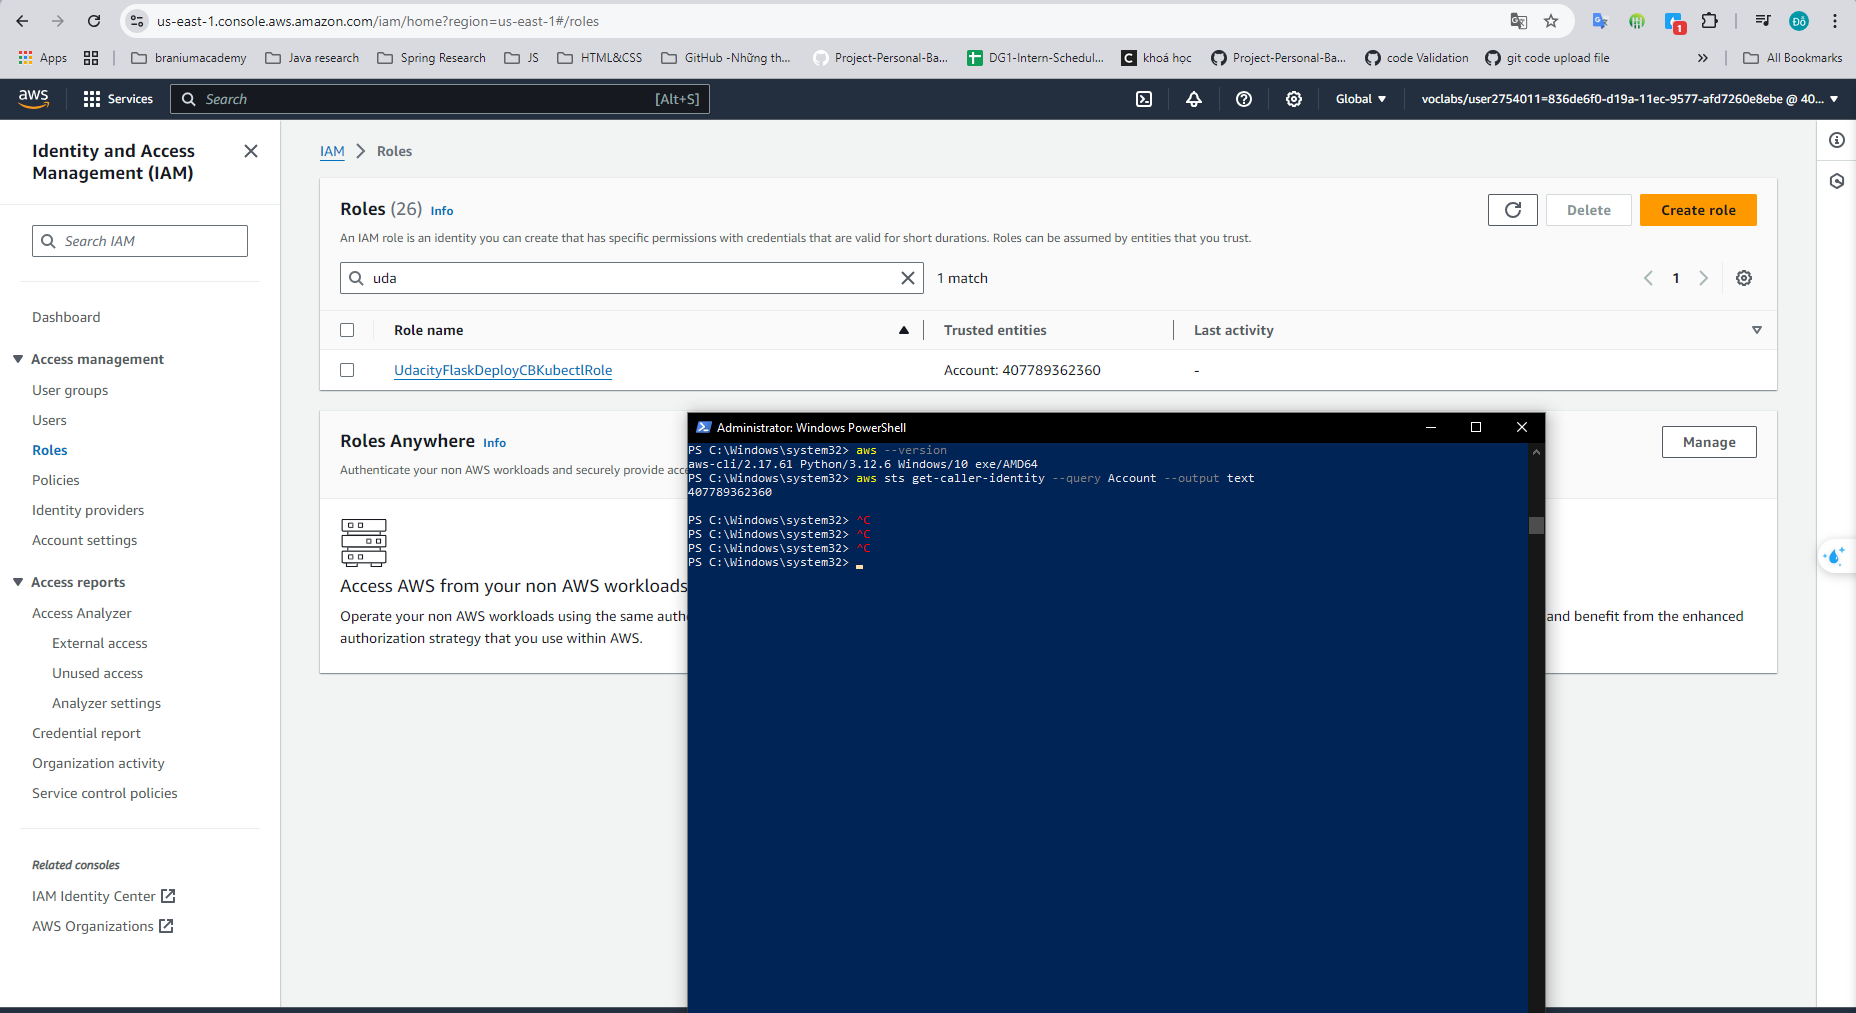 us-east-1.console.aws.amazon.com/iam/home?region=us-east-1#/roles
1
Đỗ
Apps
braniumacademy
Java research
Spring Research
JS
HTML&CSS
GitHub -Những th...
Project-Personal-Ba...
DG1-Intern-Schedul...
C khoá học
Project-Personal-Ba...
code Validation
git code upload file
»
All Bookmarks
aws
Services
Search
[Alt+S]
Global
voclabs/user2754011=836de6f0-d19a-11ec-9577-afd7260e8ebe @ 40...
Identity and Access
Management (IAM)
Search IAM
Dashboard
Access management
User groups
Users
Roles
Policies
Identity providers
Account settings
Access reports
Access Analyzer
External access
Unused access
Analyzer settings
Credential report
Organization activity
Service control policies
Related consoles
IAM Identity Center
AWS Organizations
IAM > Roles
Roles (26) Info
Delete
Create role
An IAM role is an identity you can create that has specific permissions with credentials that are valid for short durations. Roles can be assumed by entities that you trust.
uda
1 match
1
Role name
Trusted entities
Last activity
UdacityFlaskDeployCBKubectlRole
Account: 407789362360
-
Roles Anywhere Info
Manage
Authenticate your non AWS workloads and securely provide acc
Access AWS from your non AWS workloads
Operate your non AWS workloads using the same auth
and benefit from the enhanced
authorization strategy that you use within AWS.
Administrator: Windows PowerShell
PS C:\Windows\system32> aws --version
aws-cli/2.17.61 Python/3.12.6 Windows/10 exe/AMD64
PS C:\Windows\system32> aws sts get-caller-identity --query Account --output text
407789362360
PS C:\Windows\system32> ^C
PS C:\Windows\system32> ^C
PS C:\Windows\system32> ^C
PS C:\Windows\system32>